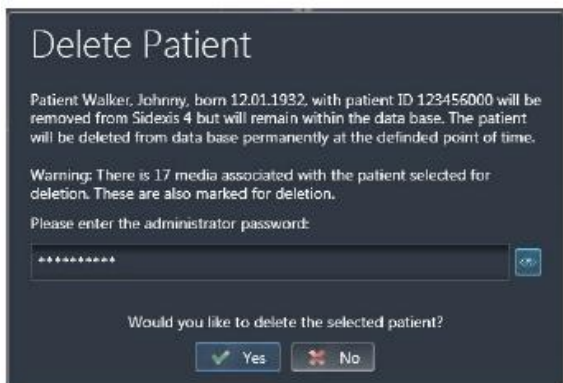 Delete Patient
Patient Walker, Johnny, born 12.01.1932, with patient ID 123456000 will be
removed from Sidexis 4 but will remain within the data base. The patient
will be deleted from data base permanently at the definded point of time.
Warning: There is 17 media associated with the patient selected for
deletion. These are also marked for deletion.
Please enter the administrator password:
**********
Would you like to delete the selected patient?
Yes No